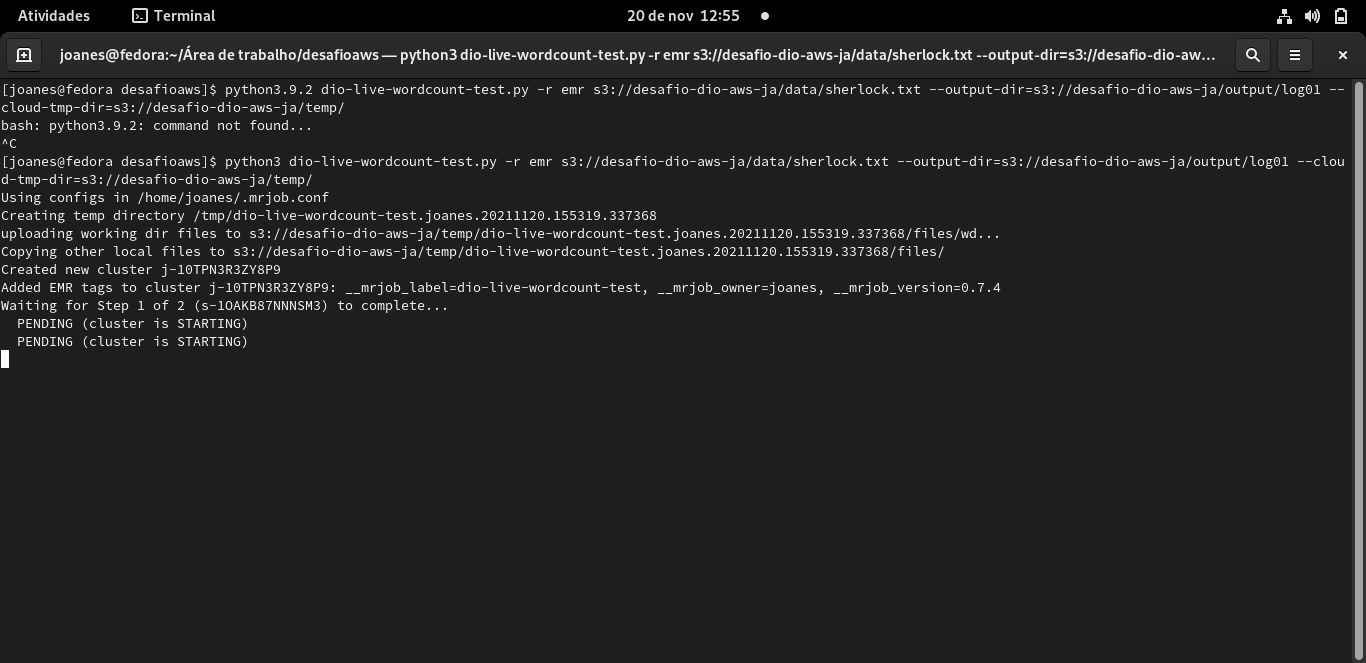 Atividades Terminal 20 de nov 12:55
joanes@fedora:~/Área de trabalho/desafioaws — python3 dio-live-wordcount-test.py -r emr s3://desafio-dio-aws-ja/data/sherlock.txt --output-dir=s3://desafio-dio-aw...
[joanes@fedora desafioaws]$ python3.9.2 dio-live-wordcount-test.py -r emr s3://desafio-dio-aws-ja/data/sherlock.txt --output-dir=s3://desafio-dio-aws-ja/output/log01 --
cloud-tmp-dir=s3://desafio-dio-aws-ja/temp/
bash: python3.9.2: command not found...
^C
[joanes@fedora desafioaws]$ python3 dio-live-wordcount-test.py -r emr s3://desafio-dio-aws-ja/data/sherlock.txt --output-dir=s3://desafio-dio-aws-ja/output/log01 --clou
d-tmp-dir=s3://desafio-dio-aws-ja/temp/
Using configs in /home/joanes/.mrjob.conf
Creating temp directory /tmp/dio-live-wordcount-test.joanes.20211120.155319.337368
uploading working dir files to s3://desafio-dio-aws-ja/temp/dio-live-wordcount-test.joanes.20211120.155319.337368/files/wd...
Copying other local files to s3://desafio-dio-aws-ja/temp/dio-live-wordcount-test.joanes.20211120.155319.337368/files/
Created new cluster j-10TPN3R3ZY8P9
Added EMR tags to cluster j-10TPN3R3ZY8P9: __mrjob_label=dio-live-wordcount-test, __mrjob_owner=joanes, __mrjob_version=0.7.4
Waiting for Step 1 of 2 (s-1OAKB87NNNSM3) to complete...
  PENDING (cluster is STARTING)
  PENDING (cluster is STARTING)